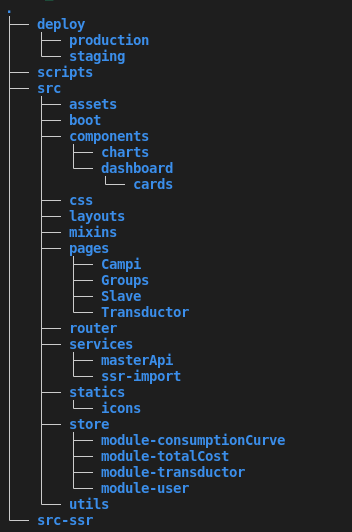 .
├── deploy
│   ├── production
│   └── staging
├── scripts
├── src
│   ├── assets
│   ├── boot
│   ├── components
│   │   ├── charts
│   │   └── dashboard
│   │       └── cards
│   ├── css
│   ├── layouts
│   ├── mixins
│   ├── pages
│   │   ├── Campi
│   │   ├── Groups
│   │   ├── Slave
│   │   └── Transductor
│   ├── router
│   ├── services
│   │   ├── masterApi
│   │   └── ssr-import
│   ├── statics
│   │   └── icons
│   ├── store
│   │   ├── module-consumptionCurve
│   │   ├── module-totalCost
│   │   ├── module-transductor
│   │   └── module-user
│   └── utils
└── src-ssr